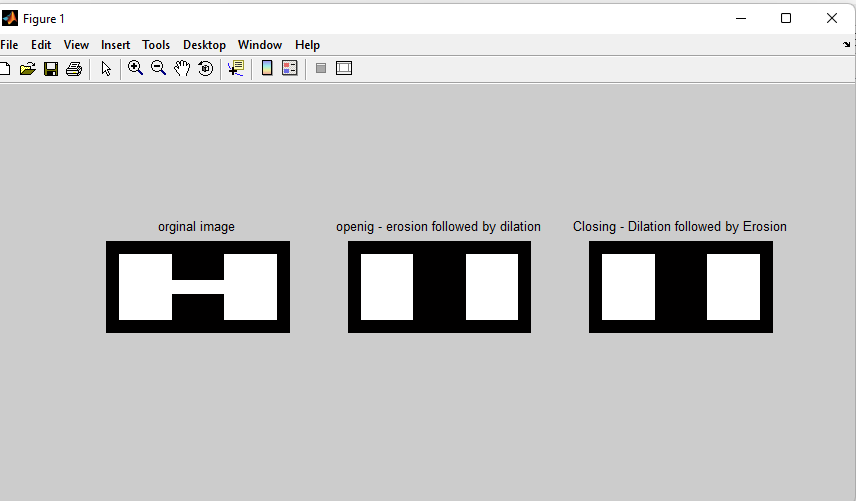 Figure 1
File Edit View Insert Tools Desktop Window Help
orginal image
openig - erosion followed by dilation
Closing - Dilation followed by Erosion